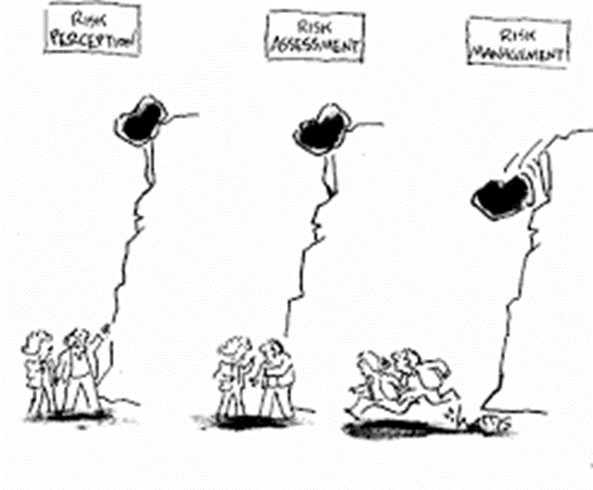 RISK
PERCEPTION
RISK
ASSESSMENT
RISK
MANAGEMENT